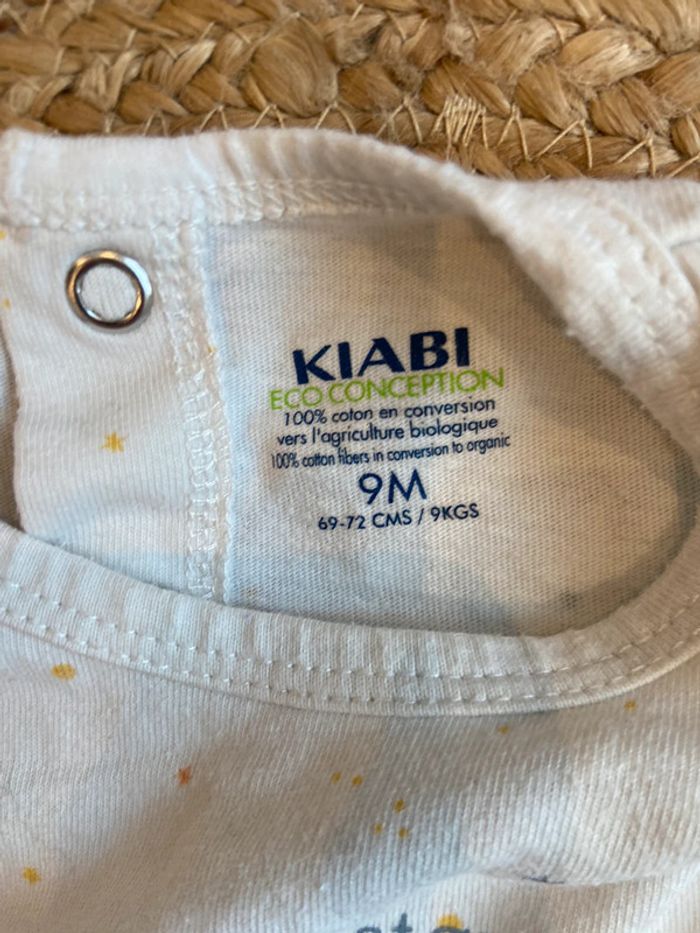 KIABI
ECO CONCEPTION
100% coton en conversion
vers l'agriculture biologique
100% cotton fibers in conversion to organic
9M
69-72 CMS / 9KGS